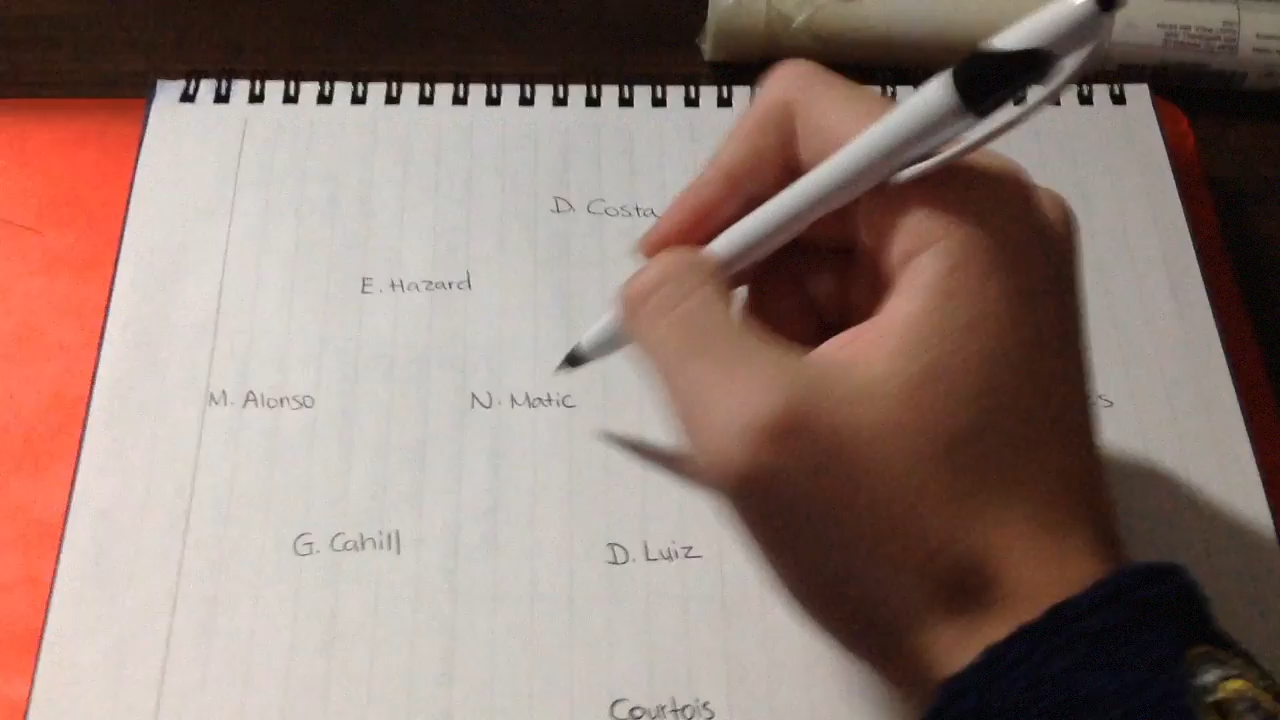 D. Costa
E. Hazard
M. Alonso N. Matic
G. Cahill D. Luiz
Courtois